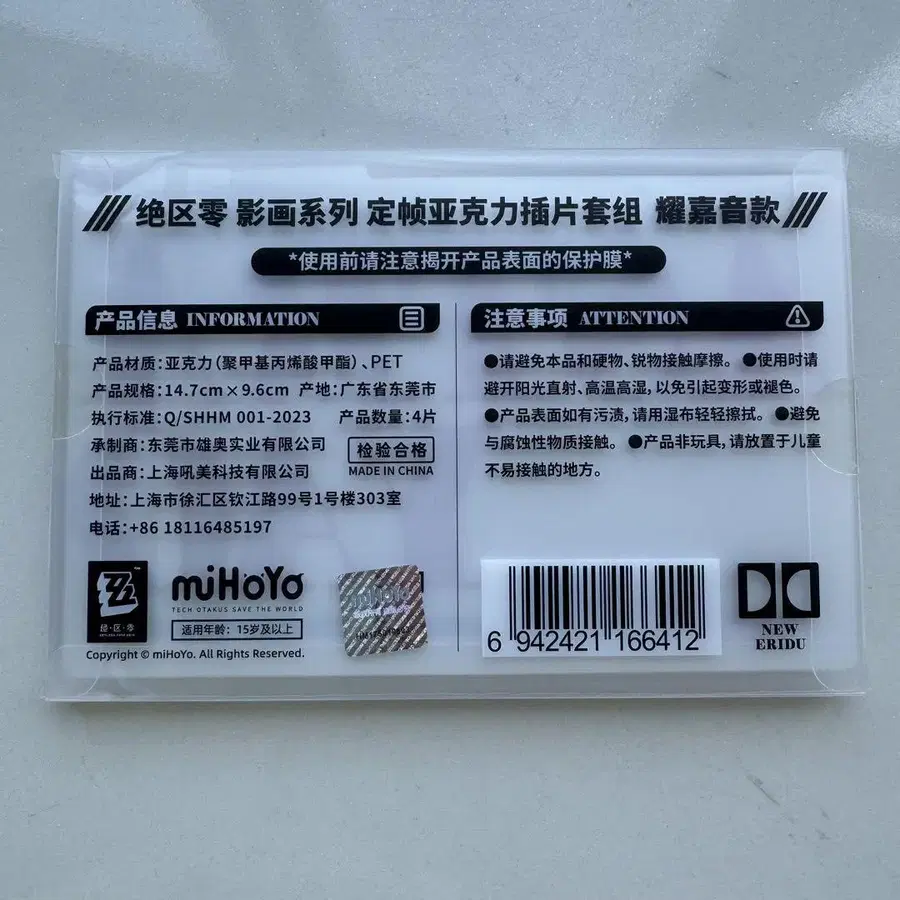 绝区零 影画系列 定帧亚克力插片套组 耀嘉音款
*使用前请注意揭开产品表面的保护膜*
产品信息 INFORMATION
产品材质：亚克力（聚甲基丙烯酸甲酯）、PET
产品规格：14.7cm×9.6cm 产地：广东省东莞市
执行标准：Q/SHHM 001-2023 产品数量：4片
承制商：东莞市雄奥实业有限公司
检验合格
出品商：上海吼美科技有限公司
MADE IN CHINA
地址：上海市徐汇区钦江路99号1号楼303室
电话：+86 18116485197
注意事项 ATTENTION
●请避免本品和硬物、锐物接触摩擦。 ●使用时请
避开阳光直射、高温高湿，以免引起变形或褪色。
●产品表面如有污渍，请用湿布轻轻擦拭。 ●避免
与腐蚀性物质接触。 ●产品非玩具，请放置于儿童
不易接触的地方。
绝·区·零
miHoYo
TECH OTAKUS SAVE THE WORLD
适用年龄：15岁及以上
Copyright © miHoYo. All Rights Reserved.
6 942421 166412
NEW
ERIDU